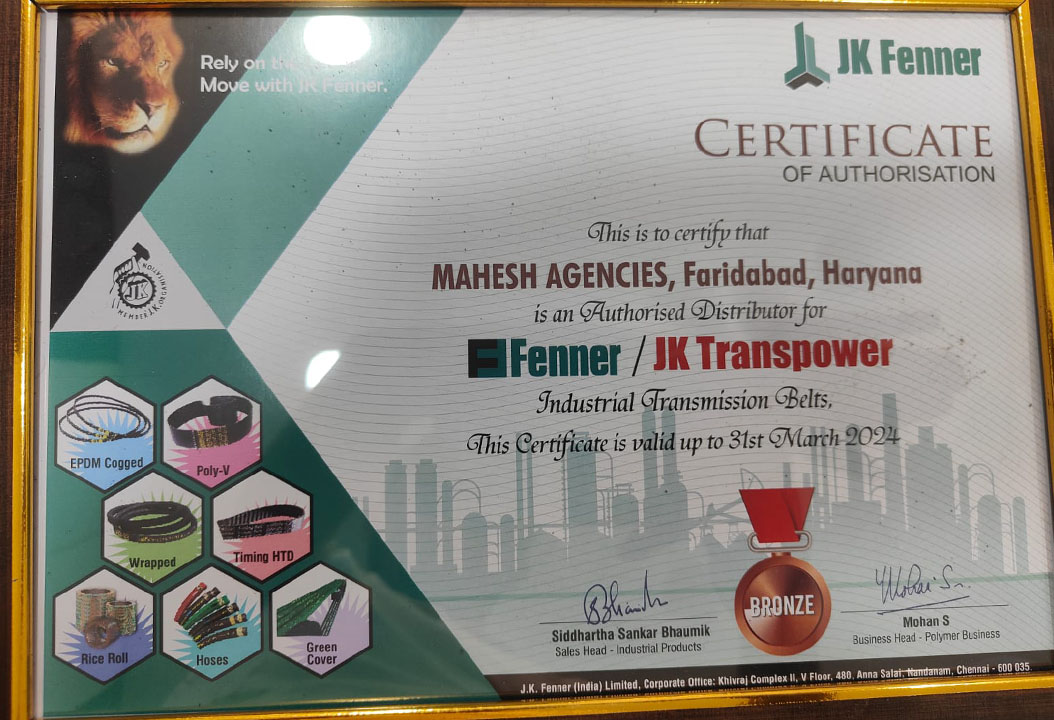 Rely on
Move with JK Fenner.
JK Fenner
CERTIFICATE
OF AUTHORISATION
This is to certify that
MAHESH AGENCIES, Faridabad, Haryana
is an Authorised Distributor for
Fenner / JK Transpower
Industrial Transmission Belts,
This Certificate is valid up to 31st March 2024
JK
MEMBER J.K. ORGANISATION
EPDM Cogged
Poly-V
Wrapped
Timing HTD
Rice Roll
Hoses
Green
Cover
BRONZE
Siddhartha Sankar Bhaumik
Sales Head - Industrial Products
Mohan S
Business Head - Polymer Business
J.K. Fenner (India) Limited, Corporate Office: Khivraj Complex II, V Floor, 480, Anna Salai, Nandanam, Chennai - 600 035.